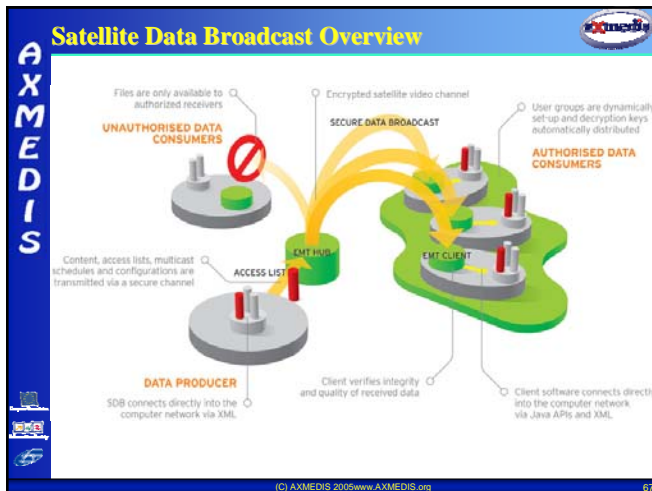 Satellite Data Broadcast Overview
axmedis
AXMEDIS
Files are only available to
authorized receivers
UNAUTHORISED DATA
CONSUMERS
Encrypted satellite video channel
SECURE DATA BROADCAST
User groups are dynamically
set-up and decryption keys
automatically distributed
AUTHORISED DATA
CONSUMERS
EMT HUB
EMT CLIENT
Content, access lists, multicast
schedules and configurations are
transmitted via a secure channel
ACCESS LIST
DATA PRODUCER
SDB connects directly into the
computer network via XML
Client verifies integrity
and quality of received data
Client software connects directly
into the computer network
via Java APIs and XML
(C) AXMEDIS 2005www.AXMEDIS.org
67